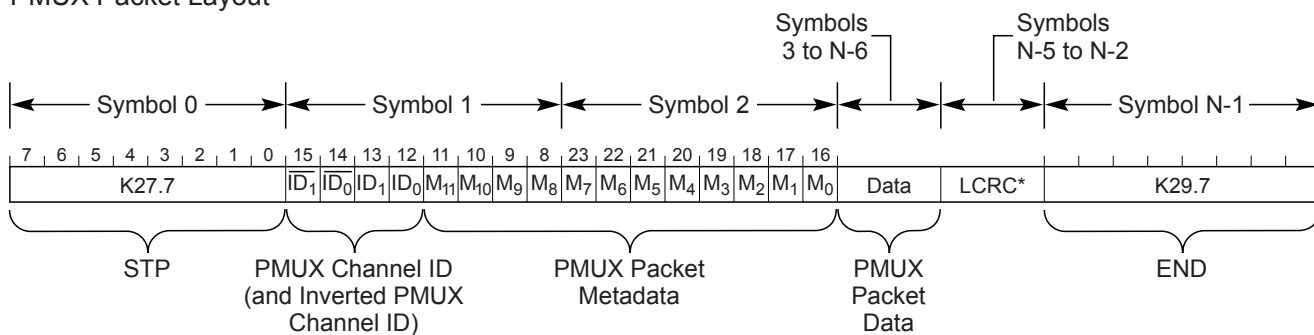 PMUX Packet Layout
Symbols
3 to N-6
Symbols
N-5 to N-2
Symbol 0
Symbol 1
Symbol 2
Symbol N-1
7 6 5 4 3 2 1 0 15 14 13 12 11 10 9 8 23 22 21 20 19 18 17 16
K27.7 I̅D̅₁ I̅D̅₀ ID₁ ID₀ M₁₁ M₁₀ M₉ M₈ M₇ M₆ M₅ M₄ M₃ M₂ M₁ M₀ Data LCRC* K29.7
STP
PMUX Channel ID
(and Inverted PMUX
Channel ID)
PMUX Packet
Metadata
PMUX
Packet
Data
END